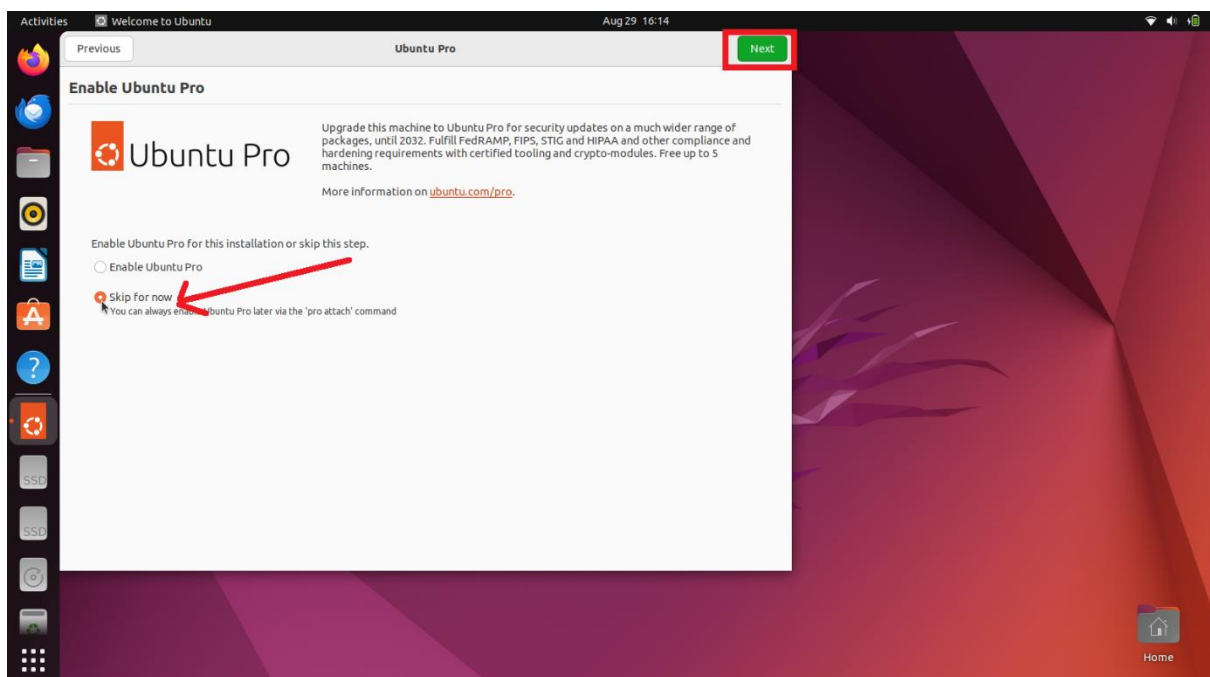 Activities Welcome to Ubuntu Aug 29 16:14
Previous Ubuntu Pro Next
Enable Ubuntu Pro
Ubuntu Pro
Upgrade this machine to Ubuntu Pro for security updates on a much wider range of
packages, until 2032. Fulfill FedRAMP, FIPS, STIG and HIPAA and other compliance and
hardening requirements with certified tooling and crypto-modules. Free up to 5
machines.
More information on ubuntu.com/pro.
Enable Ubuntu Pro for this installation or skip this step.
Enable Ubuntu Pro
Skip for now
You can always enable Ubuntu Pro later via the 'pro attach' command
SSD
SSD
Home